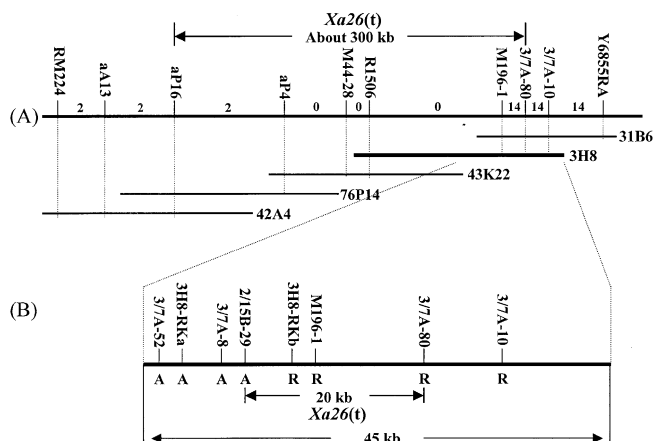 Xa26(t)
About 300 kb
RM224 aA13 aP16 aP4 M44-28 R1506 M196-1 3/7A-80 3/7A-10 Y6855RA
(A) 2 2 2 0 0 0 14 14 14
31B6
3H8
43K22
76P14
42A4
(B) 3/7A-52 3H8-RKa 3/7A-8 2/15B-29 3H8-RKb M196-1 3/7A-80 3/7A-10
A A A A R R R R
20 kb
Xa26(t)
45 kb